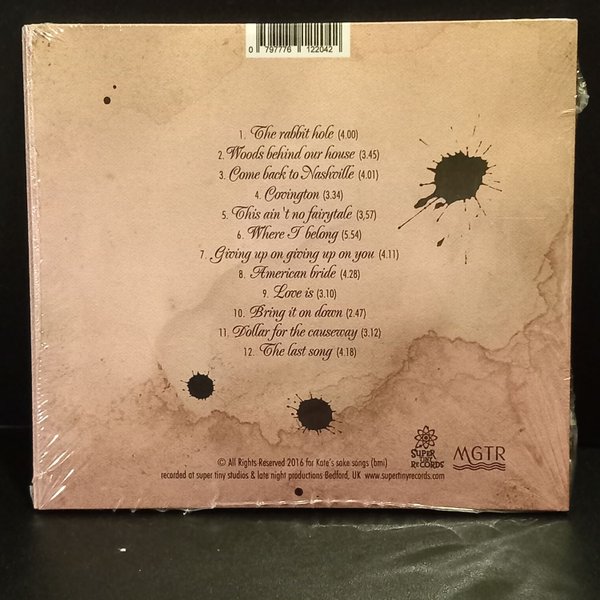 0 797776 122042
1. The rabbit hole (4.00)
2. Woods behind our house (3.45)
3. Come back to Nashville (4.01)
4. Covington (3.34)
5. This ain't no fairytale (3,57)
6. Where I belong (5.54)
7. Giving up on giving up on you (4.11)
8. American bride (4.28)
9. Love is (3.10)
10. Bring it on down (2.47)
11. Dollar for the causeway (3.12)
12. The last song (4.18)
SUPER
TINY
RECORDS
MGTR
© All Rights Reserved 2016 for Kate's sake songs (bmi)
recorded at super tiny studios & late night productions Bedford, UK www.supertinyrecords.com